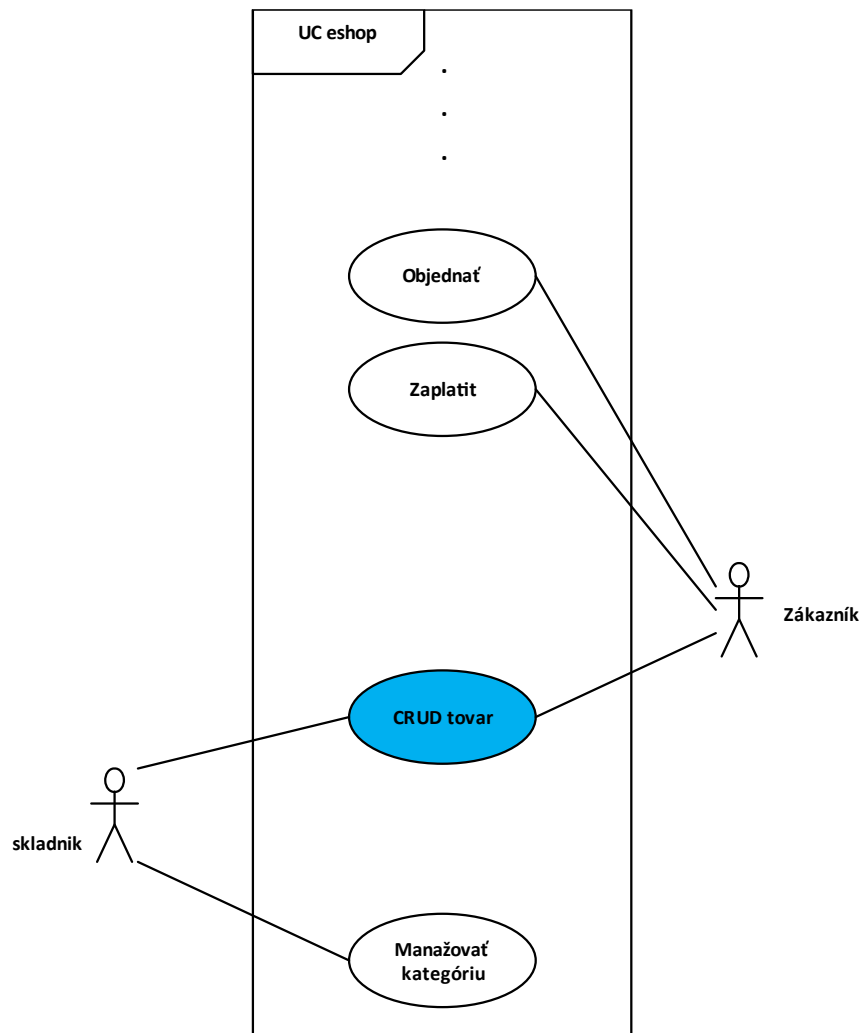 UC eshop
.
.
.
Objednať
Zaplatit
Zákazník
CRUD tovar
skladnik
Manažovať
kategóriu